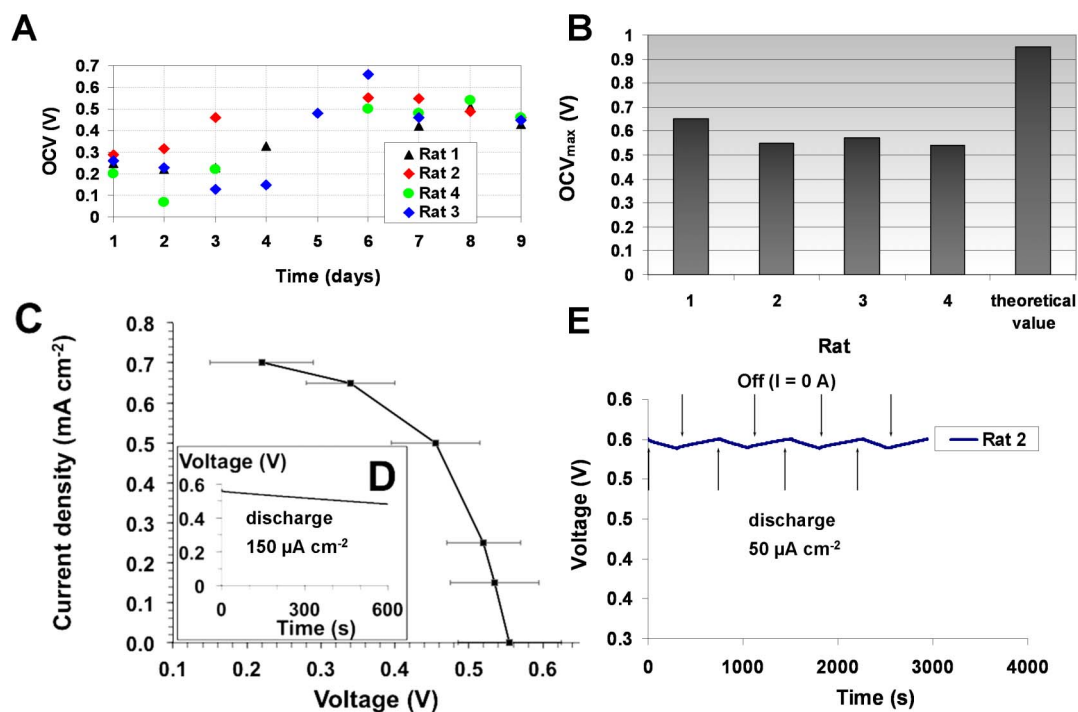 A
OCV (V)
0.7
0.6
0.5
0.4
0.3
0.2
0.1
0
1 2 3 4 5 6 7 8 9
Time (days)
Rat 1
Rat 2
Rat 4
Rat 3
B
OCVmax (V)
1
0.9
0.8
0.7
0.6
0.5
0.4
0.3
0.2
0.1
0
1 2 3 4 theoretical
value
Rat
C
Current density (mA cm-2)
0.8
0.7
0.6
0.5
0.4
0.3
0.2
0.1
0.0
0.1 0.2 0.3 0.4 0.5 0.6
Voltage (V)
D
Voltage (V)
0.6
0.4
0.2
0
discharge
150 µA cm-2
0 300 600
Time (s)
E
Off (I = 0 A)
Voltage (V)
0.6
0.6
0.5
0.5
0.4
0.4
0.3
Rat 2
discharge
50 µA cm-2
0 1000 2000 3000 4000
Time (s)